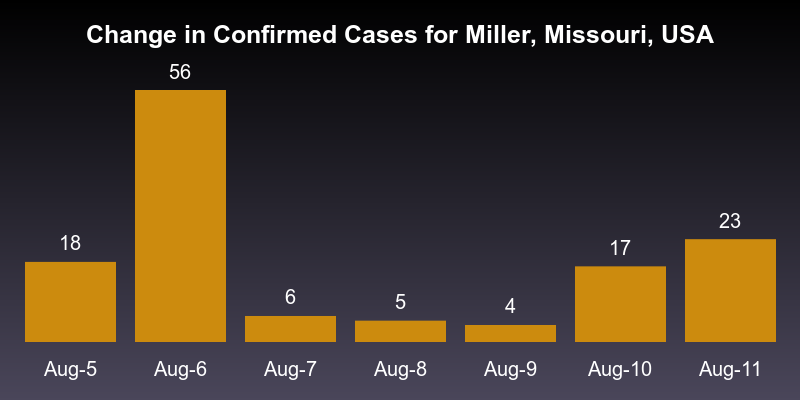 Change in Confirmed Cases for Miller, Missouri, USA
56
18
6
5
4
17
23
Aug-5
Aug-6
Aug-7
Aug-8
Aug-9
Aug-10
Aug-11